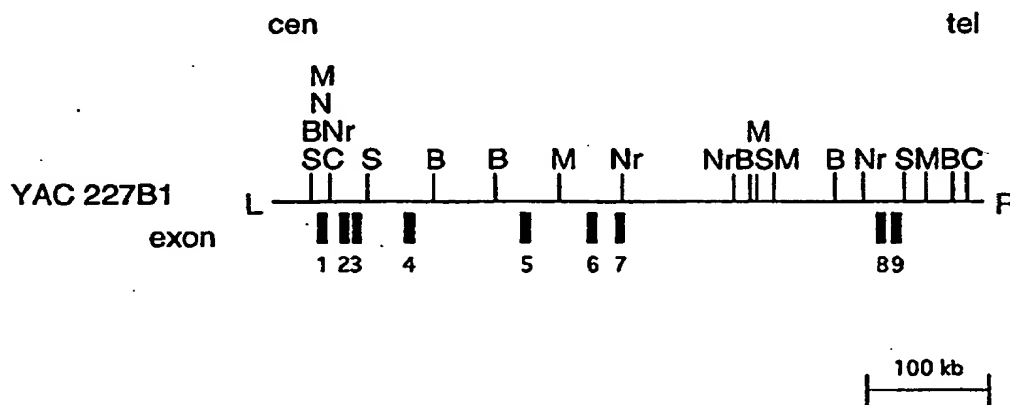 cen tel
M
N
BNr M
SC S B B M Nr NrBSM B Nr SMBC
YAC 227B1 L R
exon
1 23 4 5 6 7 89
100 kb